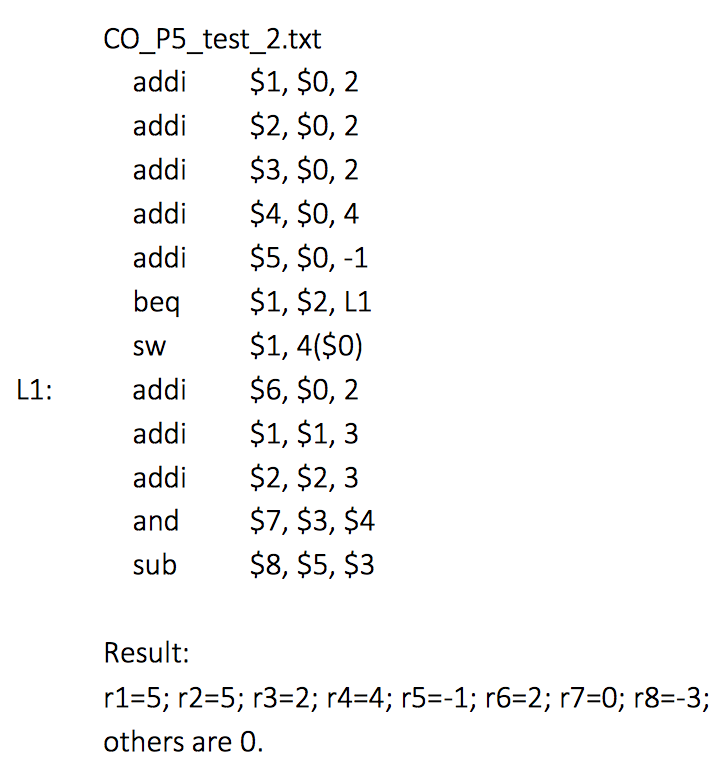 CO_P5_test_2.txt
addi $1, $0, 2
addi $2, $0, 2
addi $3, $0, 2
addi $4, $0, 4
addi $5, $0, -1
beq $1, $2, L1
sw $1, 4($0)
L1: addi $6, $0, 2
addi $1, $1, 3
addi $2, $2, 3
and $7, $3, $4
sub $8, $5, $3
Result:
r1=5; r2=5; r3=2; r4=4; r5=-1; r6=2; r7=0; r8=-3;
others are 0.